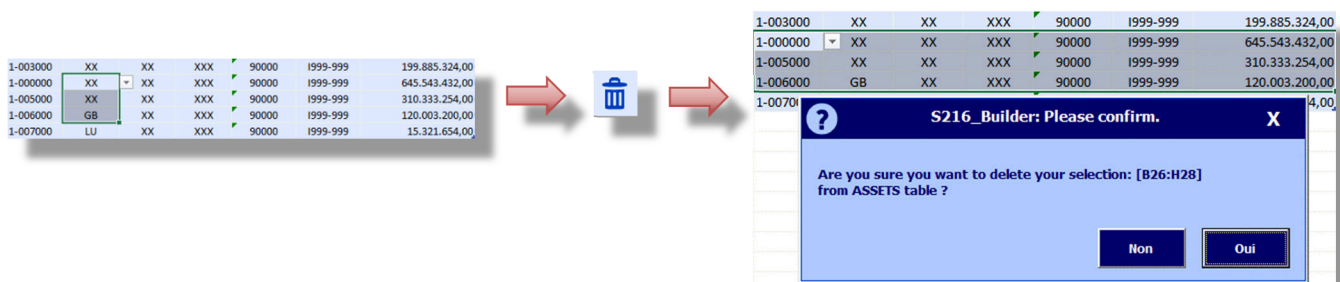 1-003000 XX XX XXX 90000 I999-999 199.885.324,00
1-000000 XX XX XXX 90000 I999-999 645.543.432,00
1-005000 XX XX XXX 90000 I999-999 310.333.254,00
1-006000 GB XX XXX 90000 I999-999 120.003.200,00
1-007000 LU XX XXX 90000 I999-999 15.321.654,00
1-003000 XX XX XXX 90000 I999-999 199.885.324,00
1-000000 XX XX XXX 90000 I999-999 645.543.432,00
1-005000 XX XX XXX 90000 I999-999 310.333.254,00
1-006000 GB XX XXX 90000 I999-999 120.003.200,00
1-0070 4,00
? S216_Builder: Please confirm. X
Are you sure you want to delete your selection: [B26:H28]
from ASSETS table ?
Non Oui